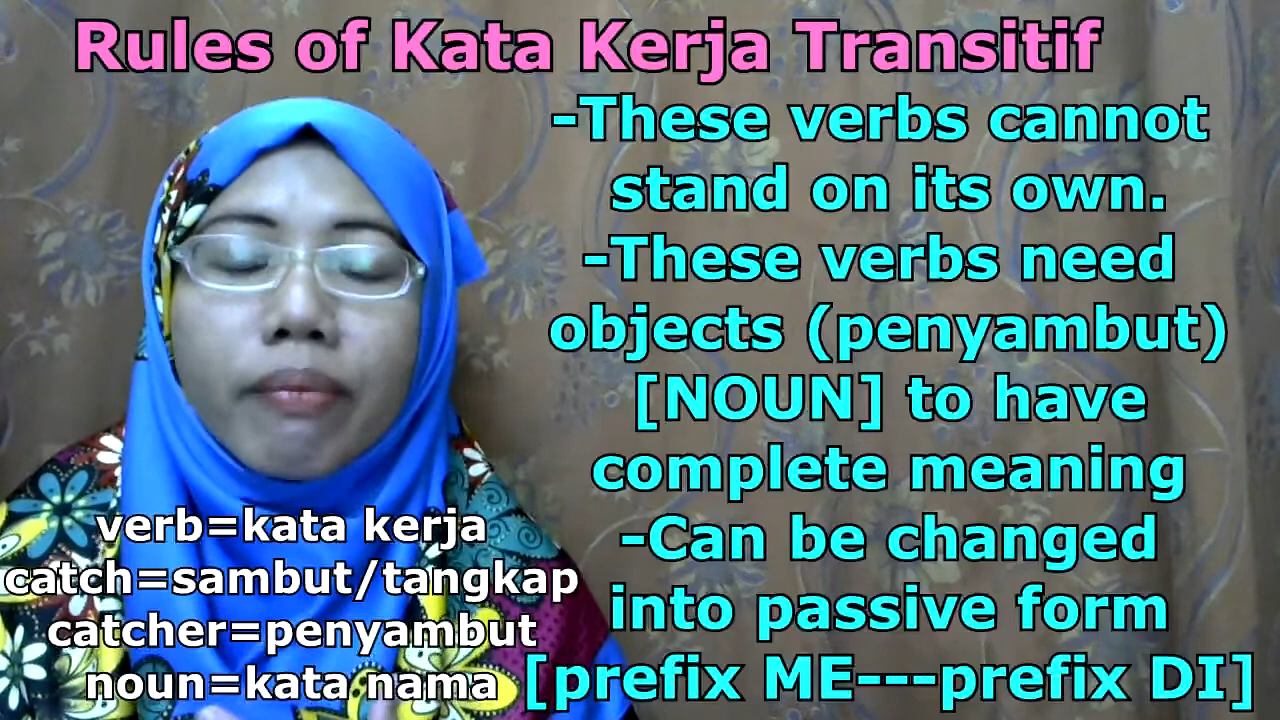 Rules of Kata Kerja Transitif
-These verbs cannot
stand on its own.
-These verbs need
objects (penyambut)
[NOUN] to have
complete meaning
-Can be changed
into passive form
[prefix ME---prefix DI]
verb=kata kerja
catch=sambut/tangkap
catcher=penyambut
noun=kata nama